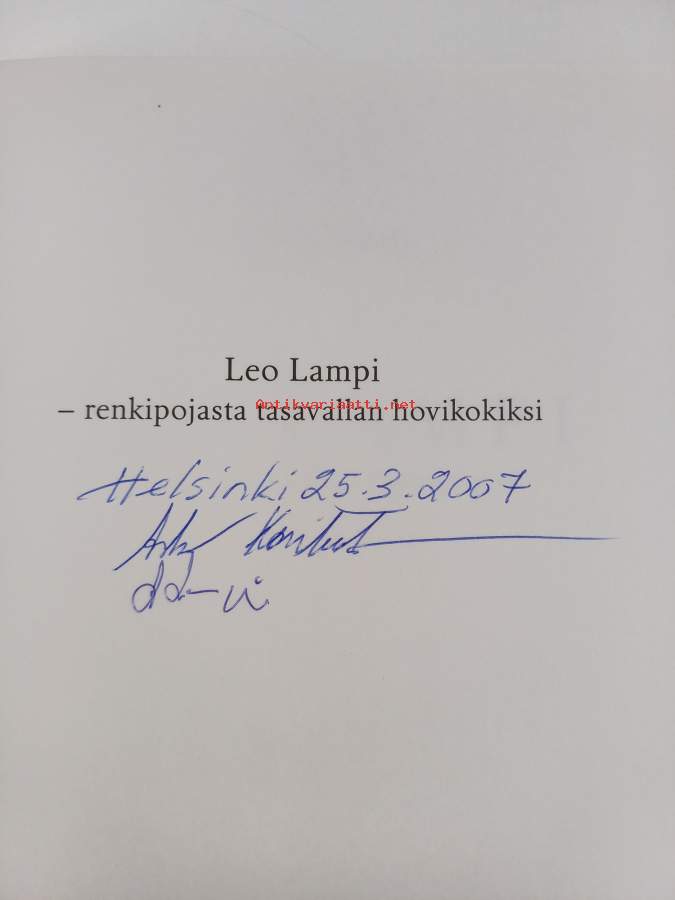 Leo Lampi
– renkipojasta tasavallan hovikokiksi
Antikvariaatti.net
Helsinki 25.3.2007